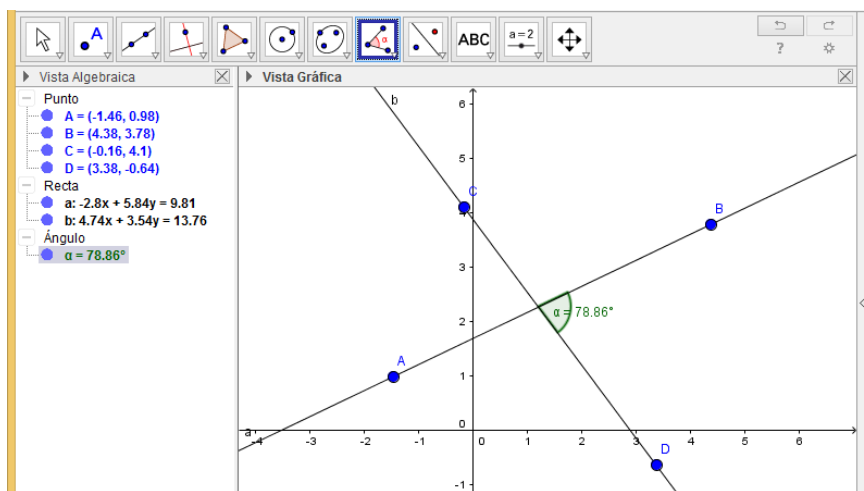 A
α
ABC
a=2
?
Vista Algebraica
Vista Gráfica
Punto
A = (-1.46, 0.98)
B = (4.38, 3.78)
C = (-0.16, 4.1)
D = (3.38, -0.64)
Recta
a: -2.8x + 5.84y = 9.81
b: 4.74x + 3.54y = 13.76
Ángulo
α = 78.86°
b
6
5
C
4
B
3
α = 78.86°
2
A
1
0
a
-4 -3 -2 -1 0 1 2 3 4 5 6
D
-1